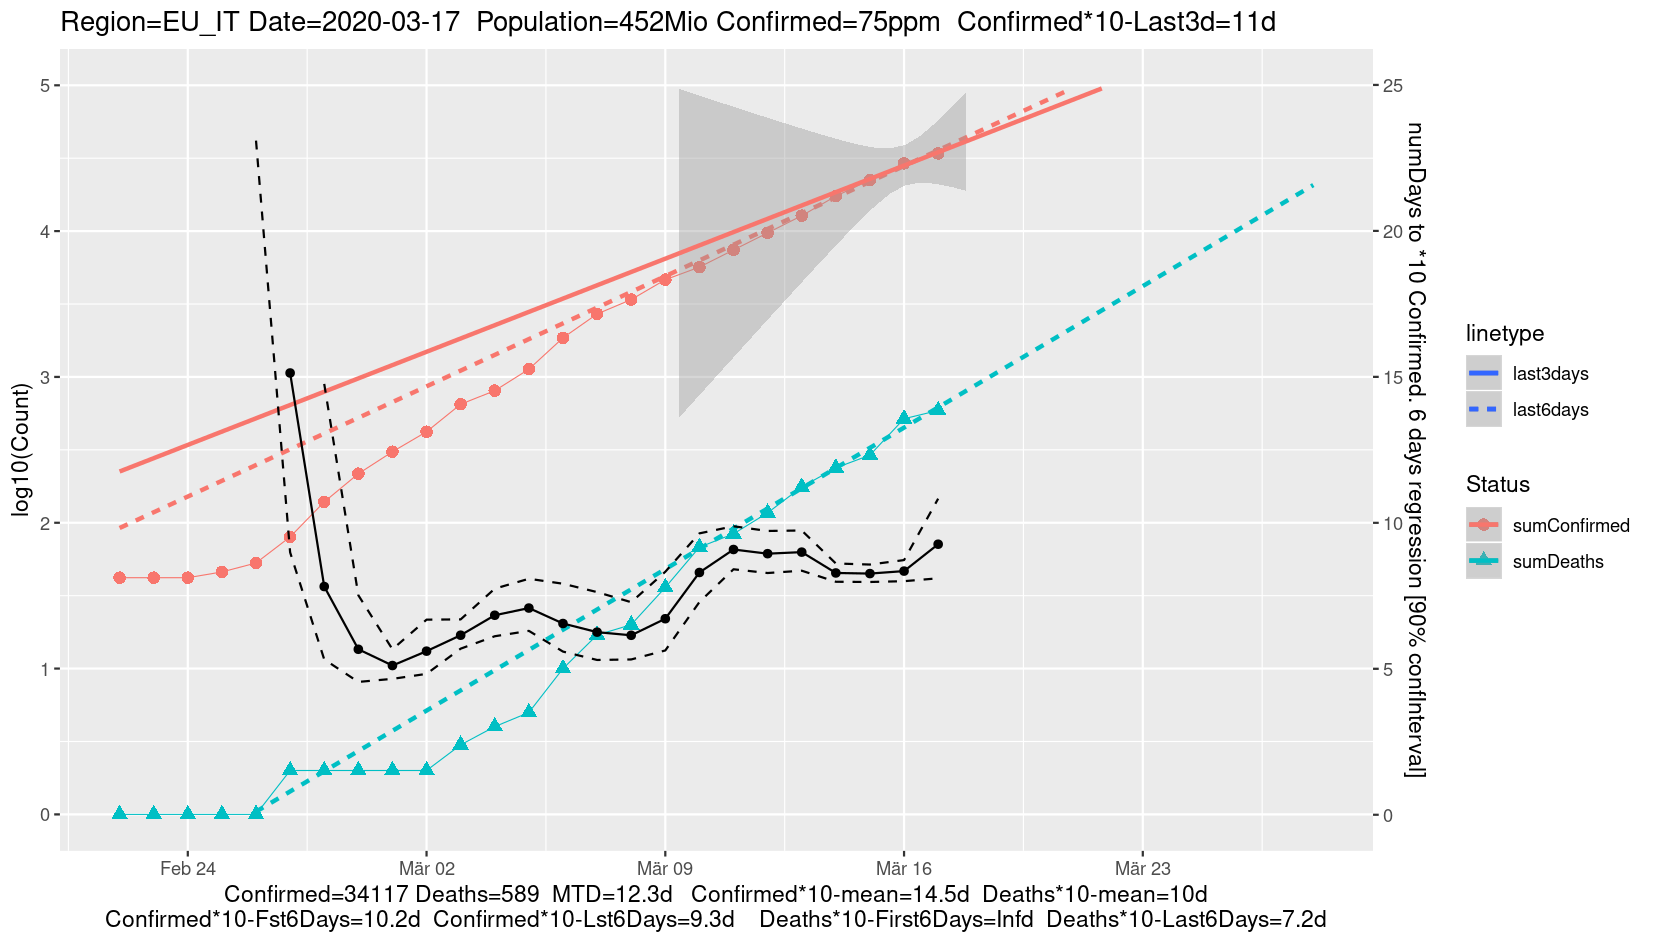 Region=EU_IT Date=2020-03-17  Population=452Mio Confirmed=75ppm  Confirmed*10-Last3d=11d
log10(Count)
5
4
3
2
1
0
25
20
15
10
5
0
numDays to *10 Confirmed. 6 days regression [90% confInterval]
Feb 24
Mär 02
Mär 09
Mär 16
Mär 23
Confirmed=34117 Deaths=589  MTD=12.3d   Confirmed*10-mean=14.5d  Deaths*10-mean=10d
Confirmed*10-Fst6Days=10.2d  Confirmed*10-Lst6Days=9.3d    Deaths*10-First6Days=Infd  Deaths*10-Last6Days=7.2d
linetype
last3days
last6days
Status
sumConfirmed
sumDeaths